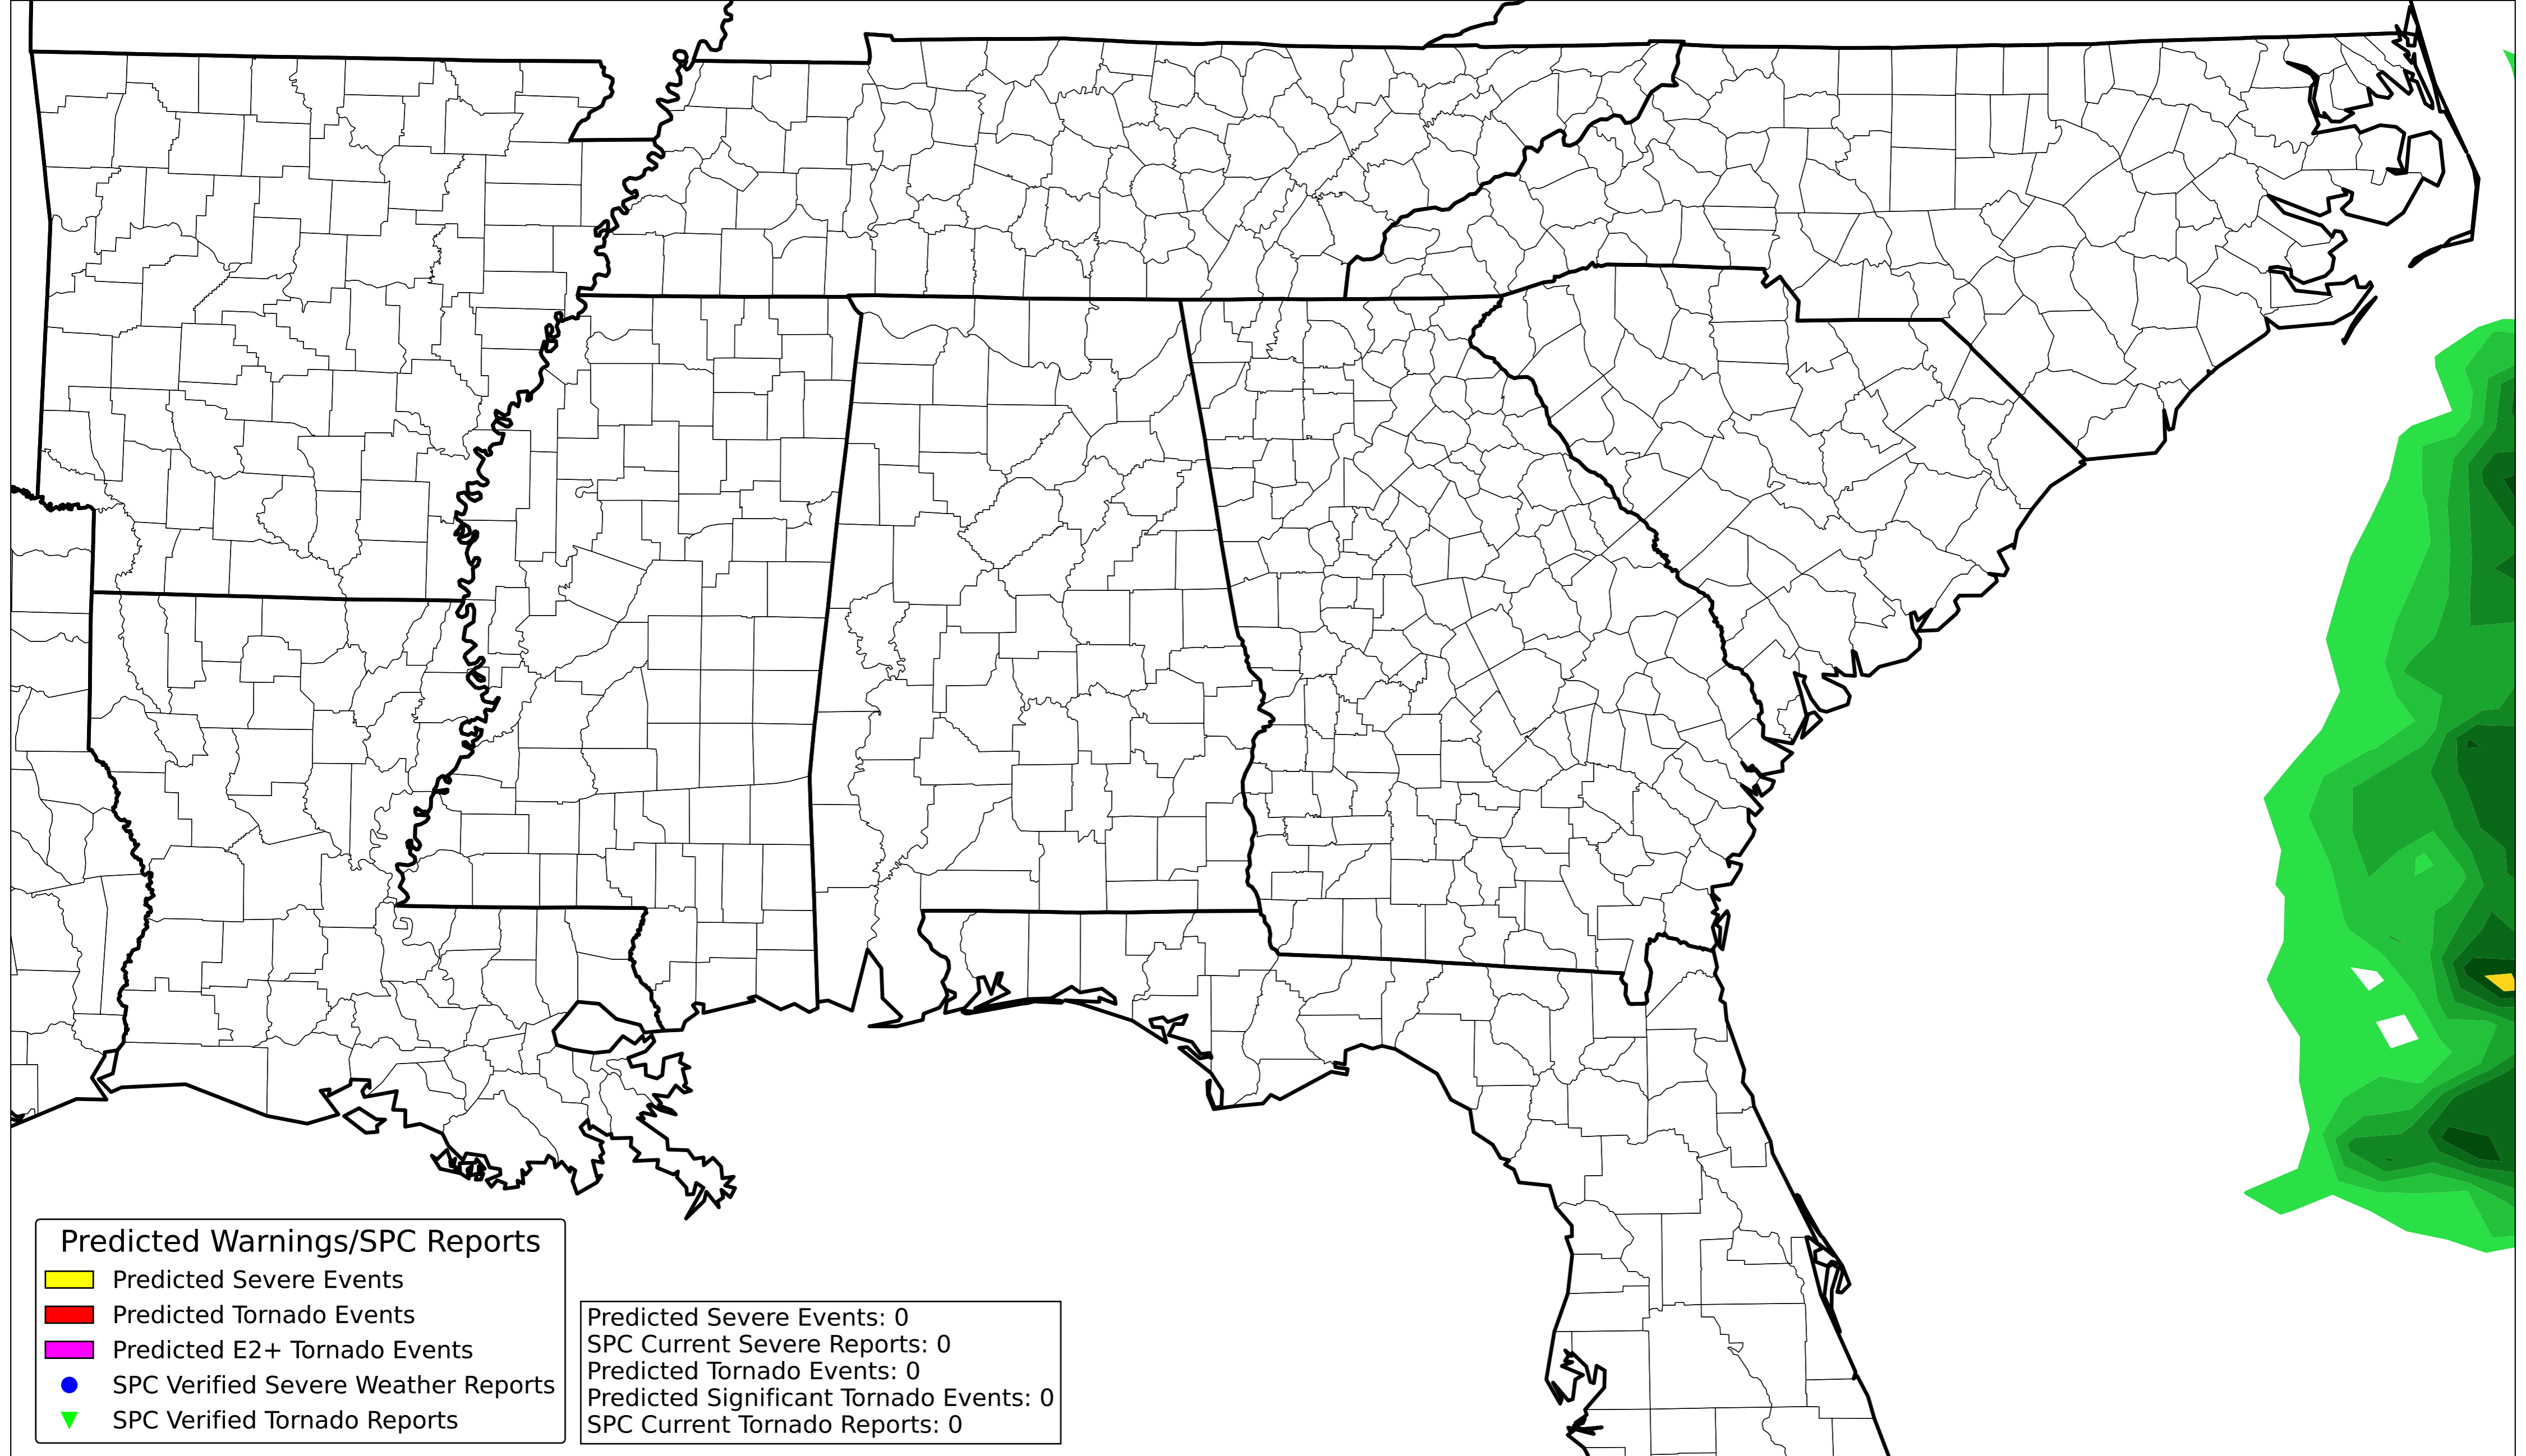 Predicted Warnings/SPC Reports
Predicted Severe Events
Predicted Tornado Events
Predicted E2+ Tornado Events
SPC Verified Severe Weather Reports
SPC Verified Tornado Reports
Predicted Severe Events: 0
SPC Current Severe Reports: 0
Predicted Tornado Events: 0
Predicted Significant Tornado Events: 0
SPC Current Tornado Reports: 0